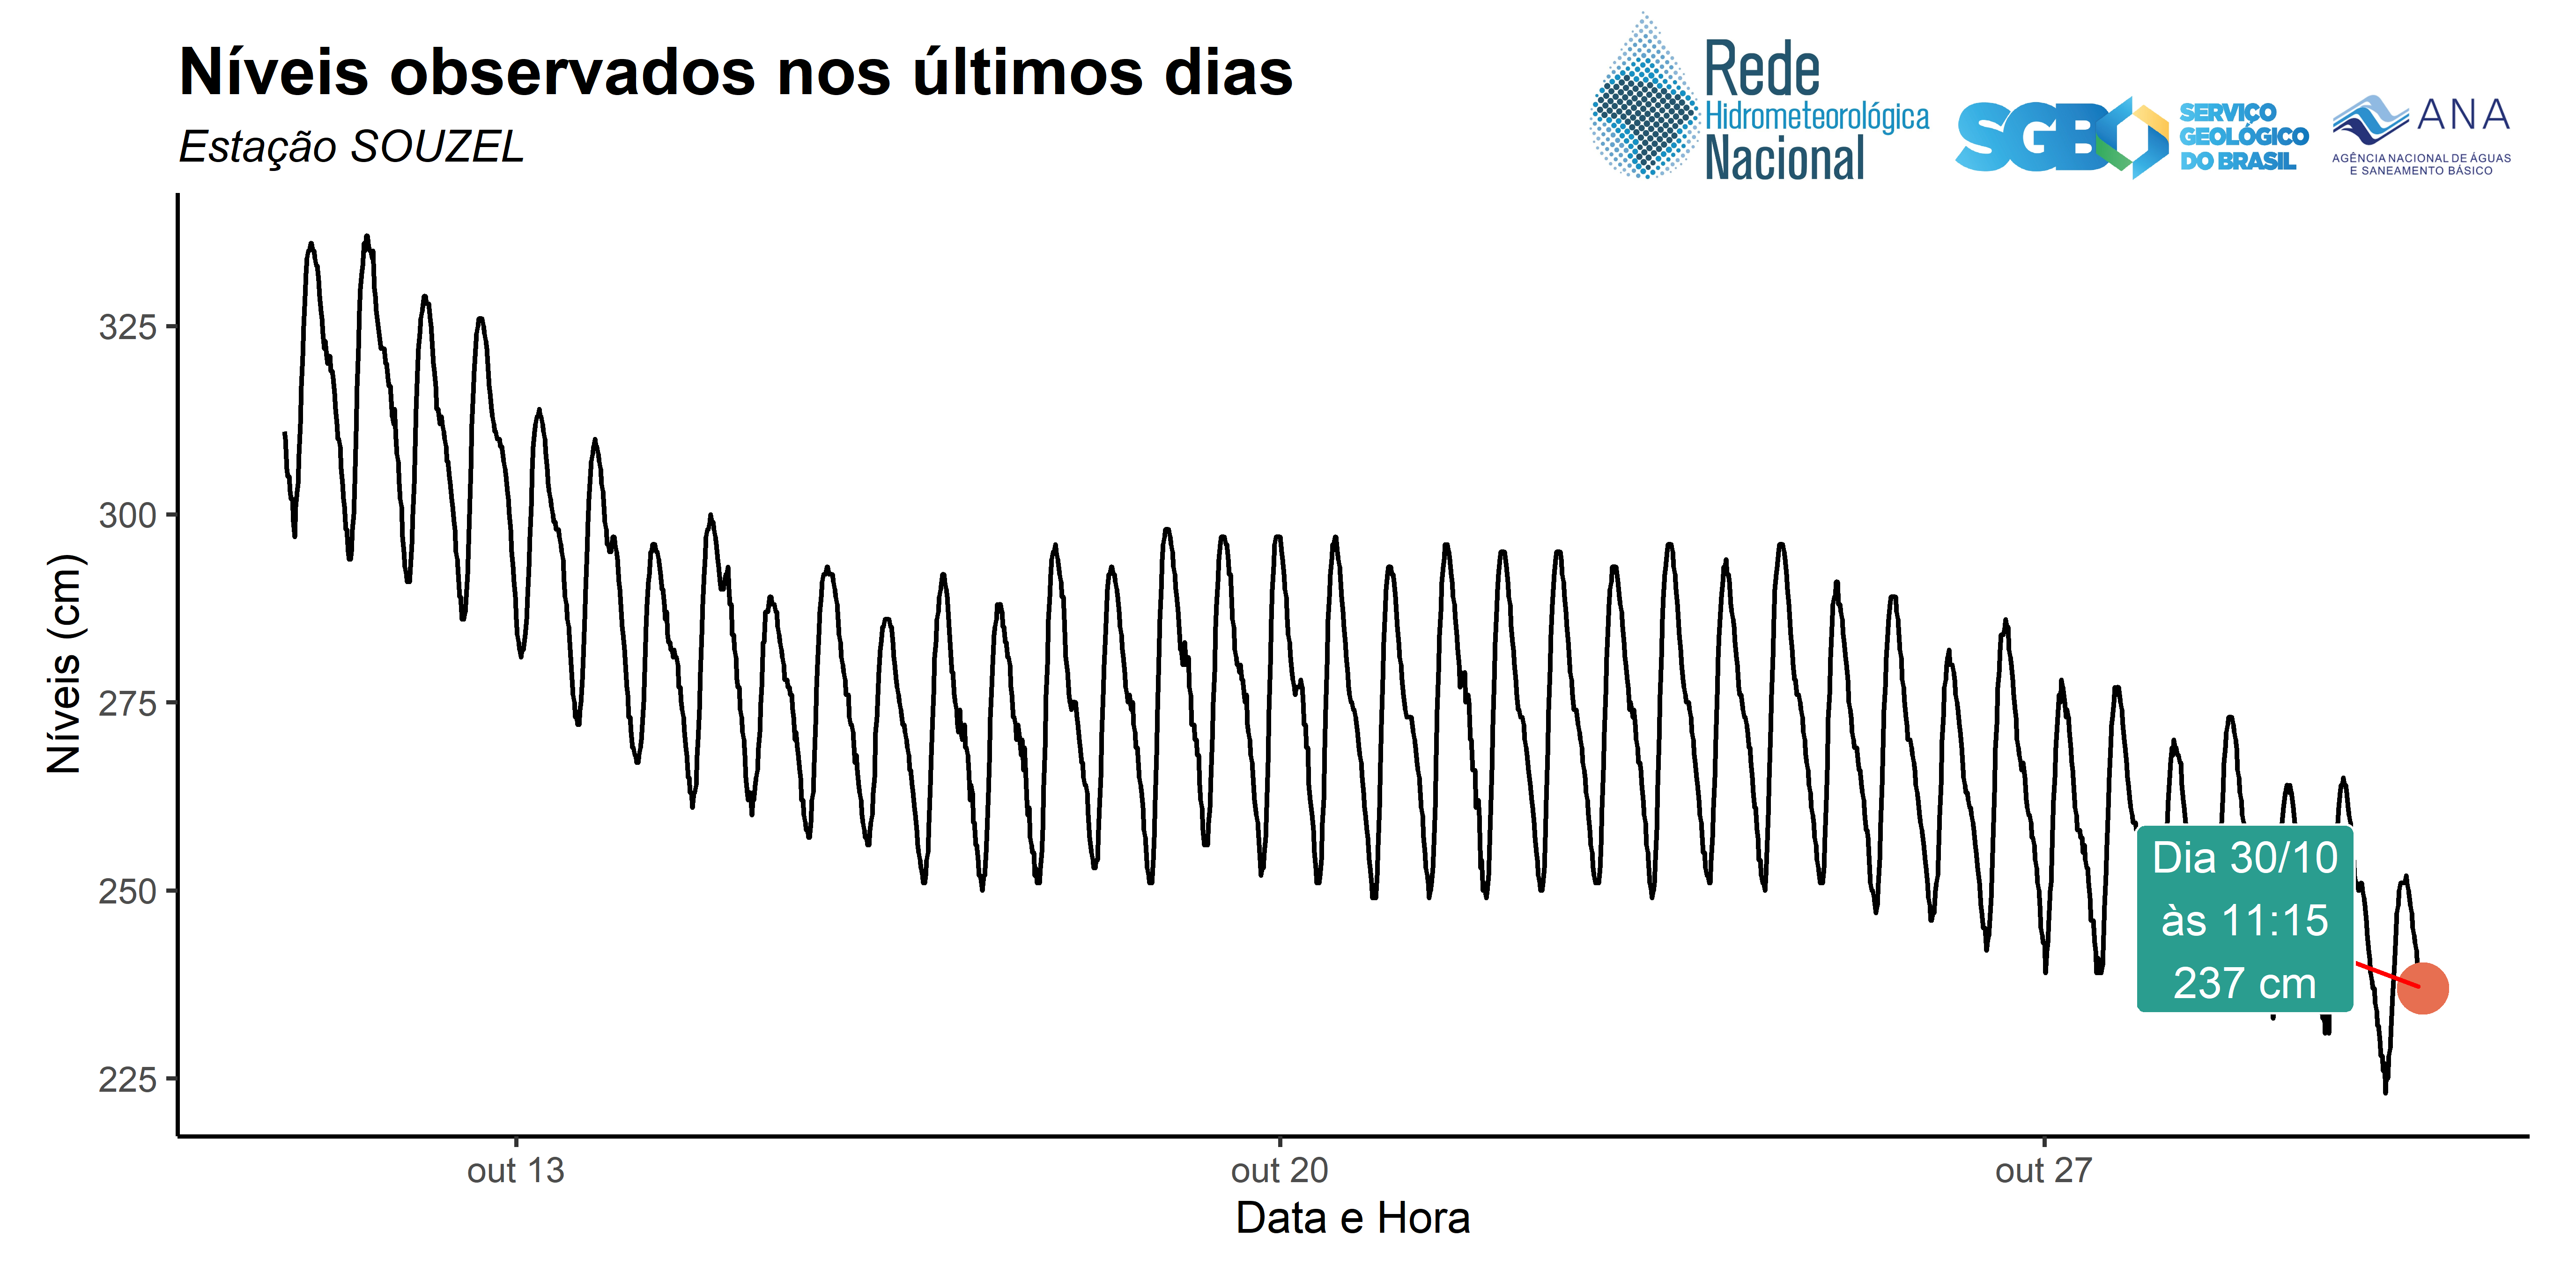 Níveis observados nos últimos dias
Estação SOUZEL
Rede
Hidrometeorológica
Nacional
SGB
SERVIÇO
GEOLÓGICO
DO BRASIL
ANA
AGÊNCIA NACIONAL DE ÁGUAS
E SANEAMENTO BÁSICO
Níveis (cm)
325
300
275
250
225
Dia 30/10
às 11:15
237 cm
out 13
out 20
out 27
Data e Hora